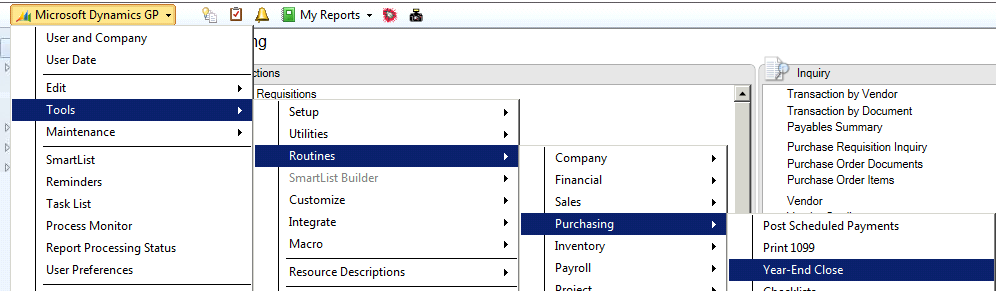 Microsoft Dynamics GP
My Reports
User and Company
User Date
Edit
Tools
Maintenance
SmartList
Reminders
Task List
Process Monitor
Report Processing Status
User Preferences
ng
ctions
Requisitions
Setup
Utilities
Routines
SmartList Builder
Customize
Integrate
Macro
Resource Descriptions
Company
Financial
Sales
Purchasing
Inventory
Payroll
Project
Inquiry
Transaction by Vendor
Transaction by Document
Payables Summary
Purchase Requisition Inquiry
Purchase Order Documents
Purchase Order Items
Vendor
Post Scheduled Payments
Print 1099
Year-End Close
Checklists